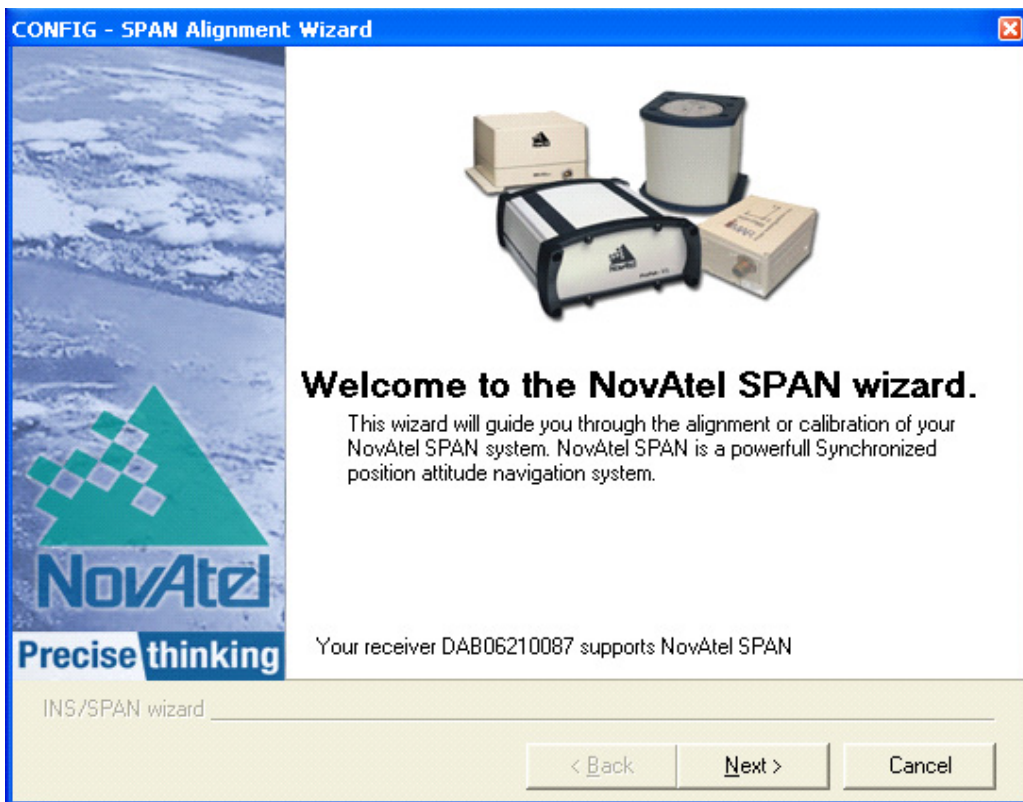 CONFIG - SPAN Alignment Wizard
NovAtel
Welcome to the NovAtel SPAN wizard.
This wizard will guide you through the alignment or calibration of your
NovAtel SPAN system. NovAtel SPAN is a powerfull Synchronized
position attitude navigation system.
NovAtel
Precise thinking
Your receiver DAB06210087 supports NovAtel SPAN
INS/SPAN wizard
< Back
Next >
Cancel